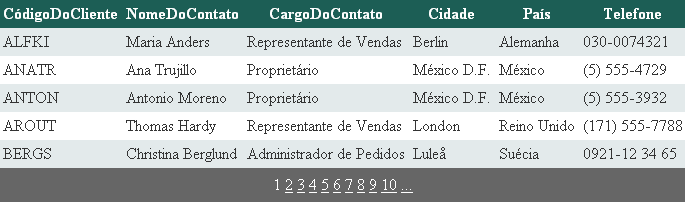 CódigoDoCliente NomeDoContato CargoDoContato Cidade País Telefone
ALFKI Maria Anders Representante de Vendas Berlin Alemanha 030-0074321
ANATR Ana Trujillo Proprietário México D.F. México (5) 555-4729
ANTON Antonio Moreno Proprietário México D.F. México (5) 555-3932
AROUT Thomas Hardy Representante de Vendas London Reino Unido (171) 555-7788
BERGS Christina Berglund Administrador de Pedidos Luleå Suécia 0921-12 34 65
1 2 3 4 5 6 7 8 9 10 ...